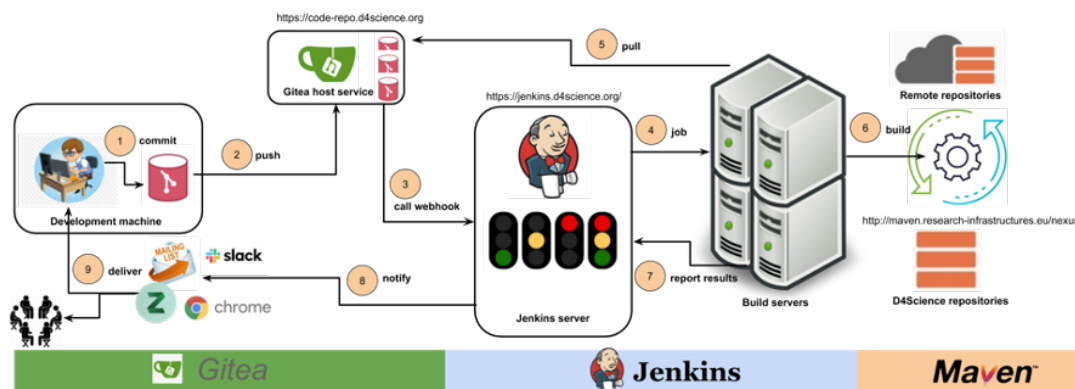 https://code-repo.d4science.org
5
pull
Gitea host service
Remote repositories
https://jenkins.d4science.org/
1
commit
2
push
4
job
6
build
3
call webhook
Development machine
http://maven.research-infrastructures.eu/nexus
MAILING
LIST
slack
9
deliver
8
notify
7
report results
Z
chrome
Build servers
D4Science repositories
Jenkins server
Gitea
Jenkins
Maven™